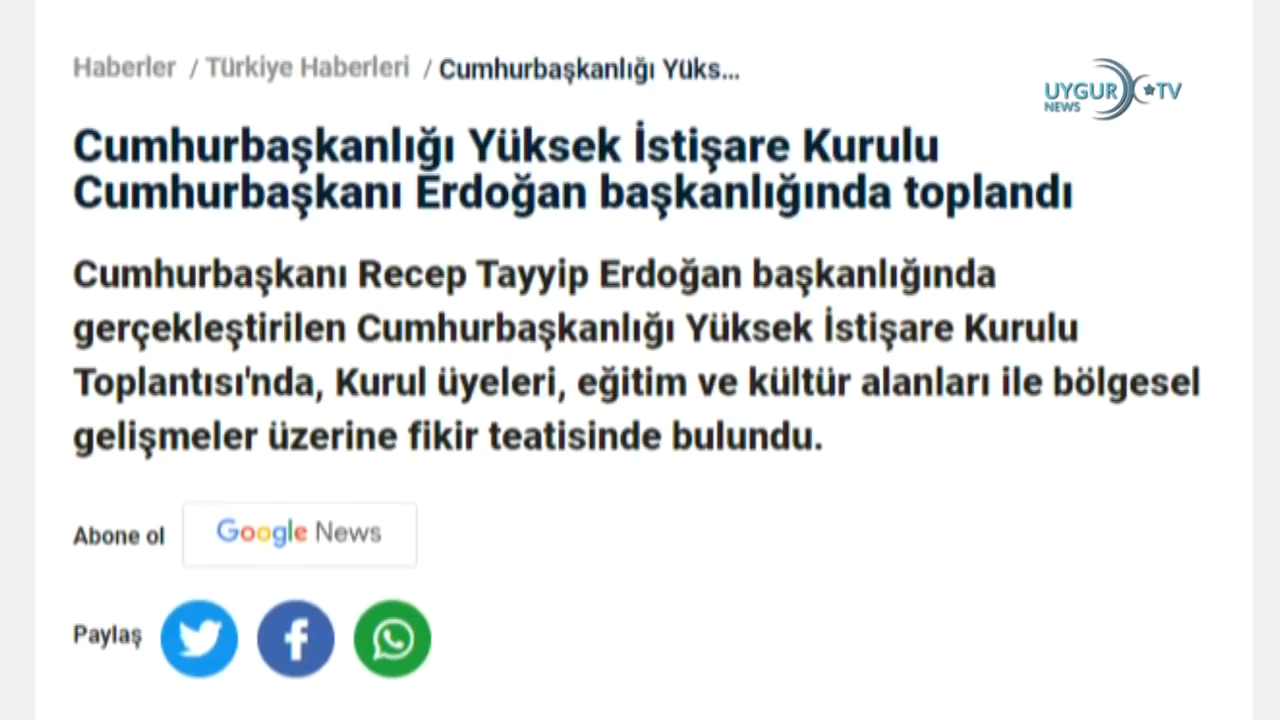 Haberler / Türkiye Haberleri / Cumhurbaşkanlığı Yüks...
UYGUR TV
NEWS
Cumhurbaşkanlığı Yüksek İstişare Kurulu
Cumhurbaşkanı Erdoğan başkanlığında toplandı
Cumhurbaşkanı Recep Tayyip Erdoğan başkanlığında
gerçekleştirilen Cumhurbaşkanlığı Yüksek İstişare Kurulu
Toplantısı'nda, Kurul üyeleri, eğitim ve kültür alanları ile bölgesel
gelişmeler üzerine fikir teatisinde bulundu.
Abone ol Google News
Paylaş